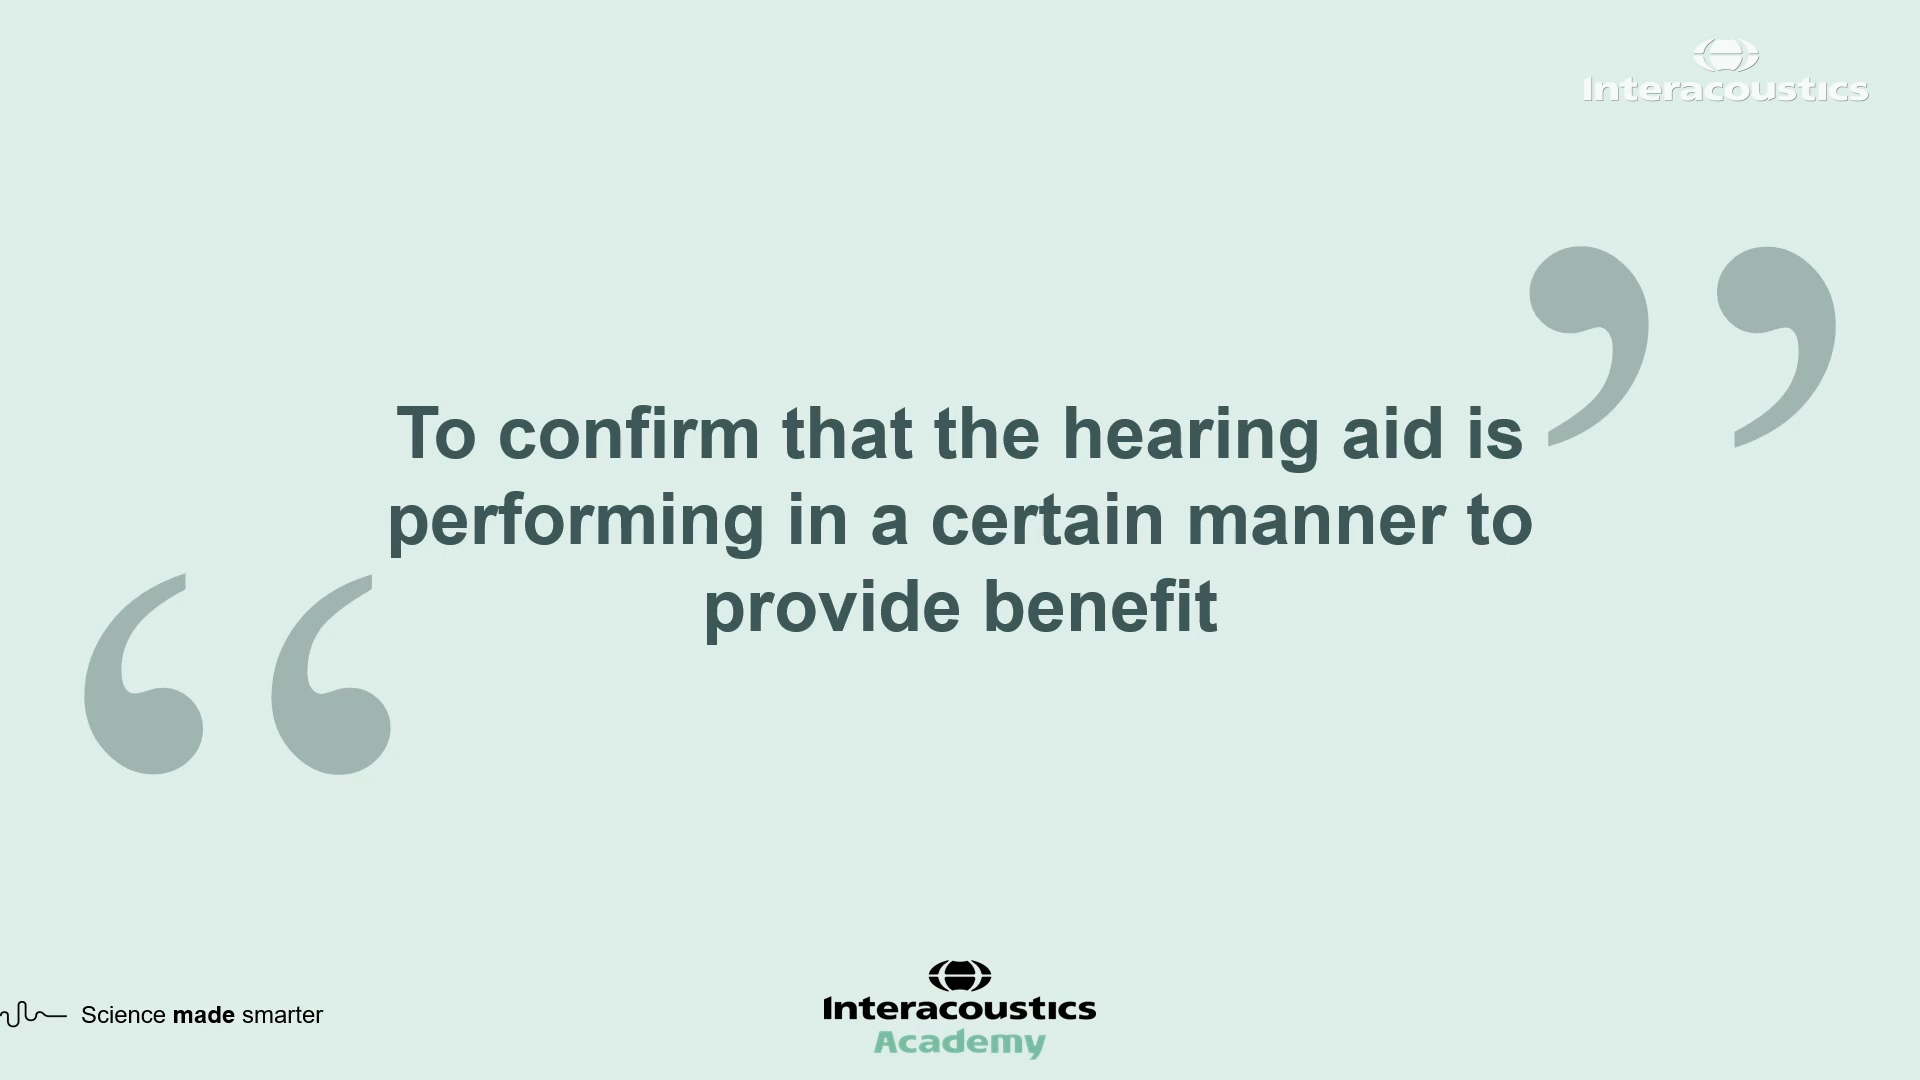 Interacoustics
To confirm that the hearing aid is
performing in a certain manner to
provide benefit
Science made smarter
Interacoustics
Academy